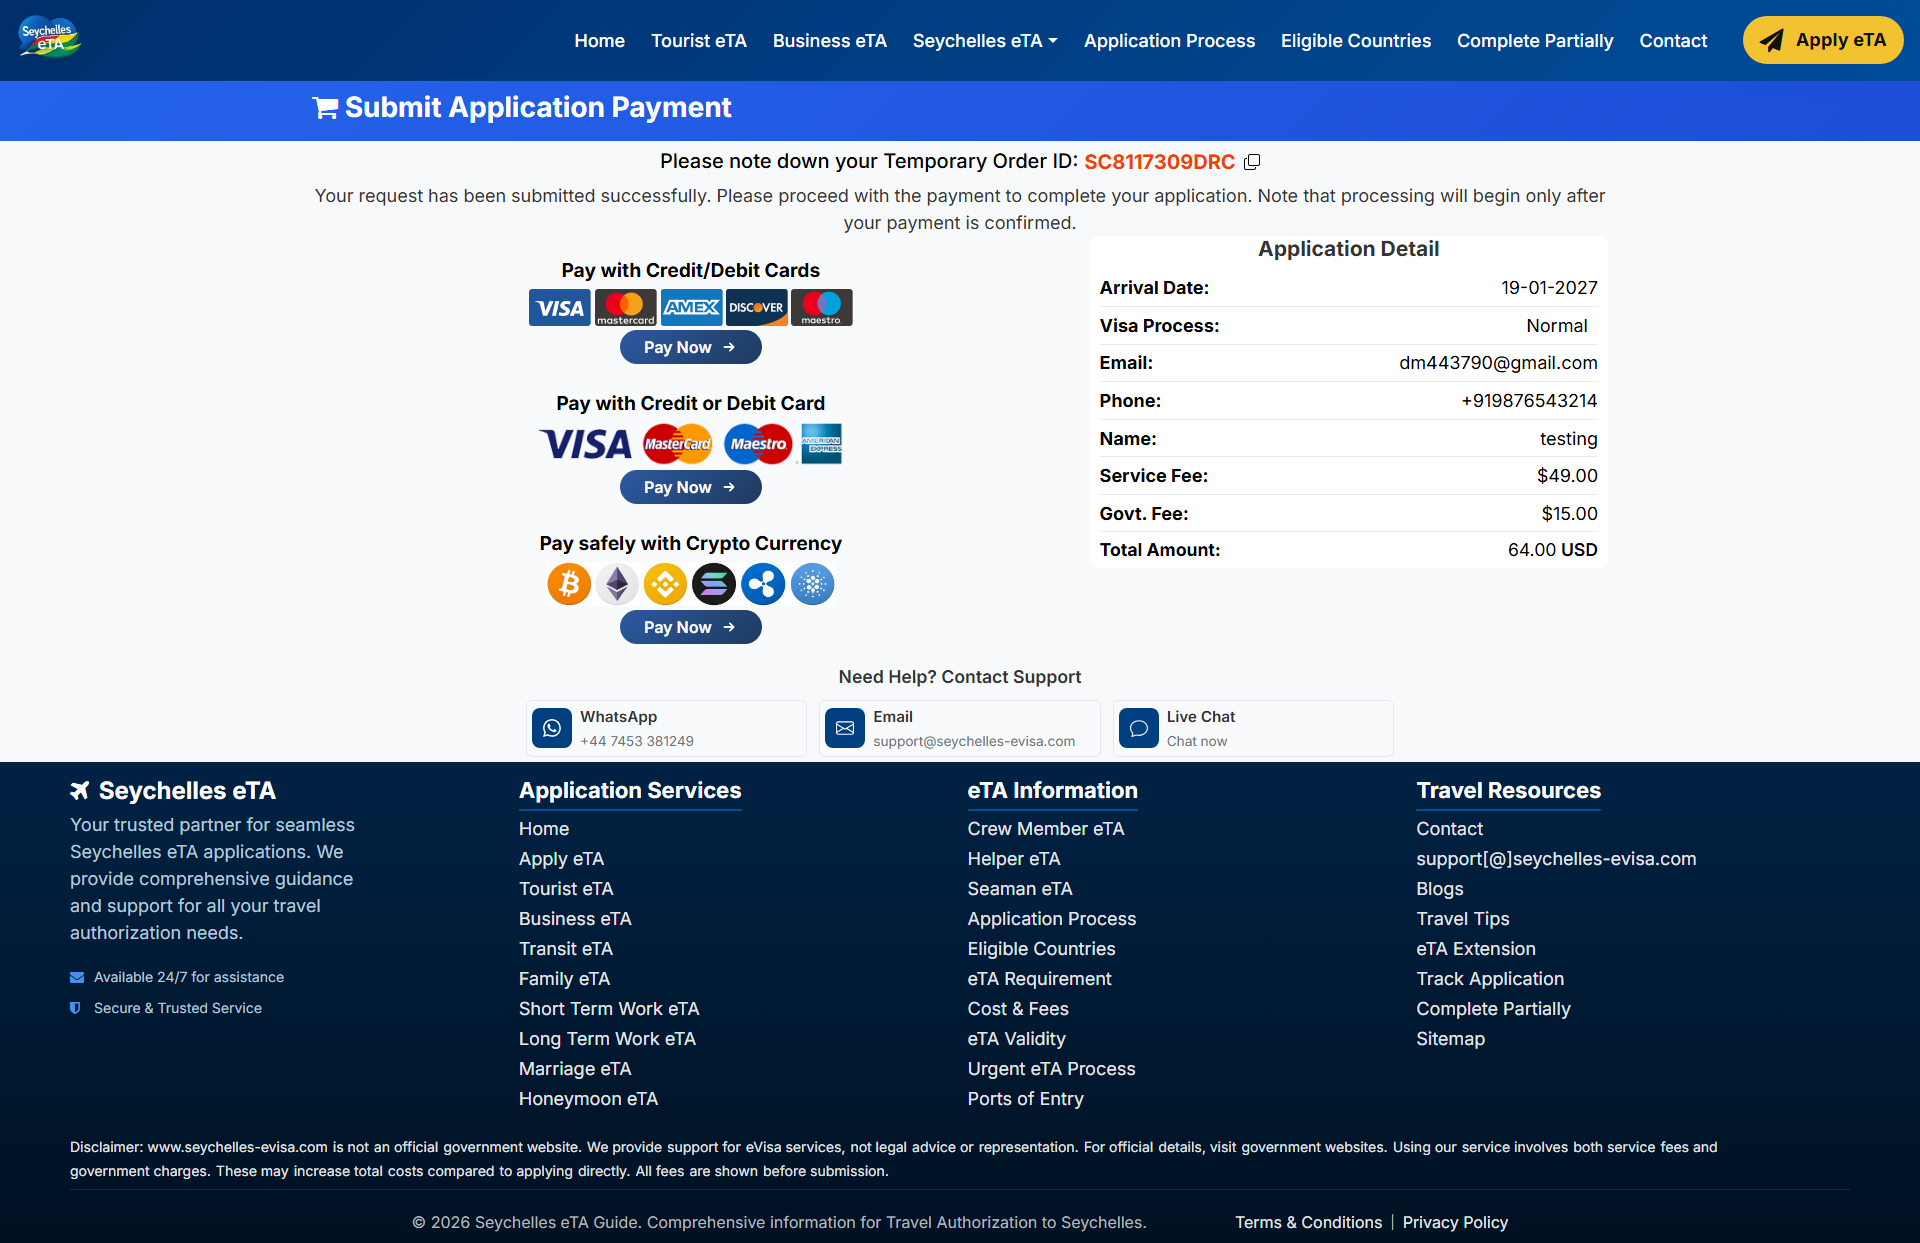 Seychelles
eTA
Home
Tourist eTA
Business eTA
Seychelles eTA
Application Process
Eligible Countries
Complete Partially
Contact
Apply eTA
Submit Application Payment
Please note down your Temporary Order ID: SC8117309DRC
Your request has been submitted successfully. Please proceed with the payment to complete your application. Note that processing will begin only after
your payment is confirmed.
Pay with Credit/Debit Cards
VISA
mastercard
AMEX
DISCOVER
maestro
Pay Now
Pay with Credit or Debit Card
VISA
MasterCard
Maestro
AMERICAN
EXPRESS
Pay Now
Pay safely with Crypto Currency
Pay Now
Application Detail
Arrival Date: 19-01-2027
Visa Process: Normal
Email: dm443790@gmail.com
Phone: +919876543214
Name: testing
Service Fee: $49.00
Govt. Fee: $15.00
Total Amount: 64.00 USD
Need Help? Contact Support
WhatsApp
+44 7453 381249
Email
support@seychelles-evisa.com
Live Chat
Chat now
Seychelles eTA
Your trusted partner for seamless
Seychelles eTA applications. We
provide comprehensive guidance
and support for all your travel
authorization needs.
Available 24/7 for assistance
Secure & Trusted Service
Application Services
Home
Apply eTA
Tourist eTA
Business eTA
Transit eTA
Family eTA
Short Term Work eTA
Long Term Work eTA
Marriage eTA
Honeymoon eTA
eTA Information
Crew Member eTA
Helper eTA
Seaman eTA
Application Process
Eligible Countries
eTA Requirement
Cost & Fees
eTA Validity
Urgent eTA Process
Ports of Entry
Travel Resources
Contact
support[@]seychelles-evisa.com
Blogs
Travel Tips
eTA Extension
Track Application
Complete Partially
Sitemap
Disclaimer: www.seychelles-evisa.com is not an official government website. We provide support for eVisa services, not legal advice or representation. For official details, visit government websites. Using our service involves both service fees and
government charges. These may increase total costs compared to applying directly. All fees are shown before submission.
© 2026 Seychelles eTA Guide. Comprehensive information for Travel Authorization to Seychelles.
Terms & Conditions | Privacy Policy